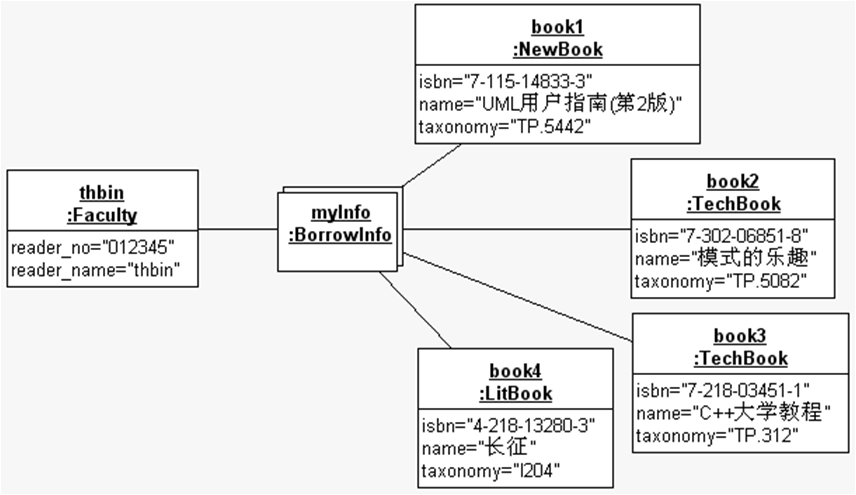 book1
:NewBook
isbn="7-115-14833-3"
name="UML用户指南(第2版)"
taxonomy="TP.5442"
thbin
:Faculty
reader_no="012345"
reader_name="thbin"
myInfo
:BorrowInfo
book2
:TechBook
isbn="7-302-06851-8"
name="模式的乐趣"
taxonomy="TP.5082"
book3
:TechBook
isbn="7-218-03451-1"
name="C++大学教程"
taxonomy="TP.312"
book4
:LitBook
isbn="4-218-13280-3"
name="长征"
taxonomy="I204"